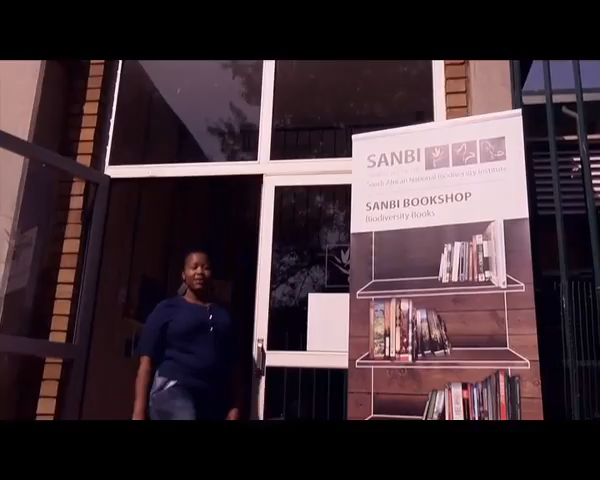 SANBI
South African National Biodiversity Institute
SANBI BOOKSHOP
Biodiversity Books